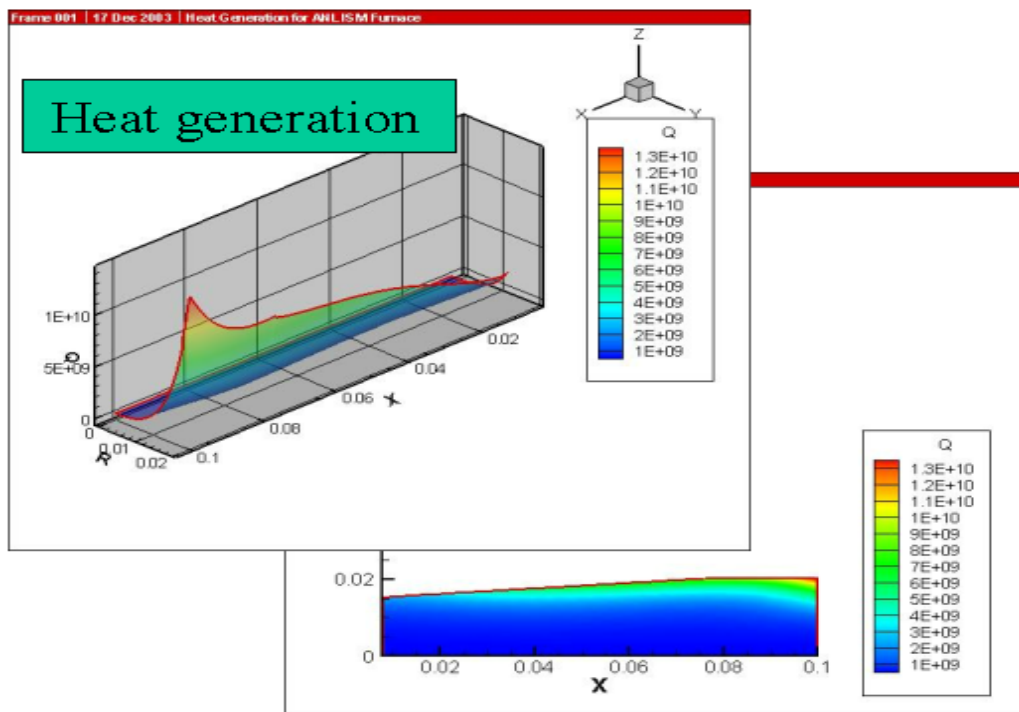 Frame 001 | 17 Dec 2003 | Heat Generation for ANL ISM Furnace
Heat generation
Z
X
Y
Q
1.3E+10
1.2E+10
1.1E+10
1E+10
9E+09
8E+09
7E+09
6E+09
5E+09
4E+09
3E+09
2E+09
1E+09
1E+10
5E+09
0
Q
0
0.01
0.02
R
0.1
0.08
0.06
0.04
0.02
X
Q
1.3E+10
1.2E+10
1.1E+10
1E+10
9E+09
8E+09
7E+09
6E+09
5E+09
4E+09
3E+09
2E+09
1E+09
0.02
0
0.02
0.04
0.06
0.08
0.1
X